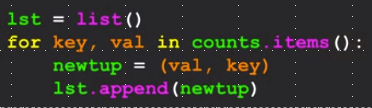 lst = list()
for key, val in counts.items():
    newtup = (val, key)
    lst.append(newtup)